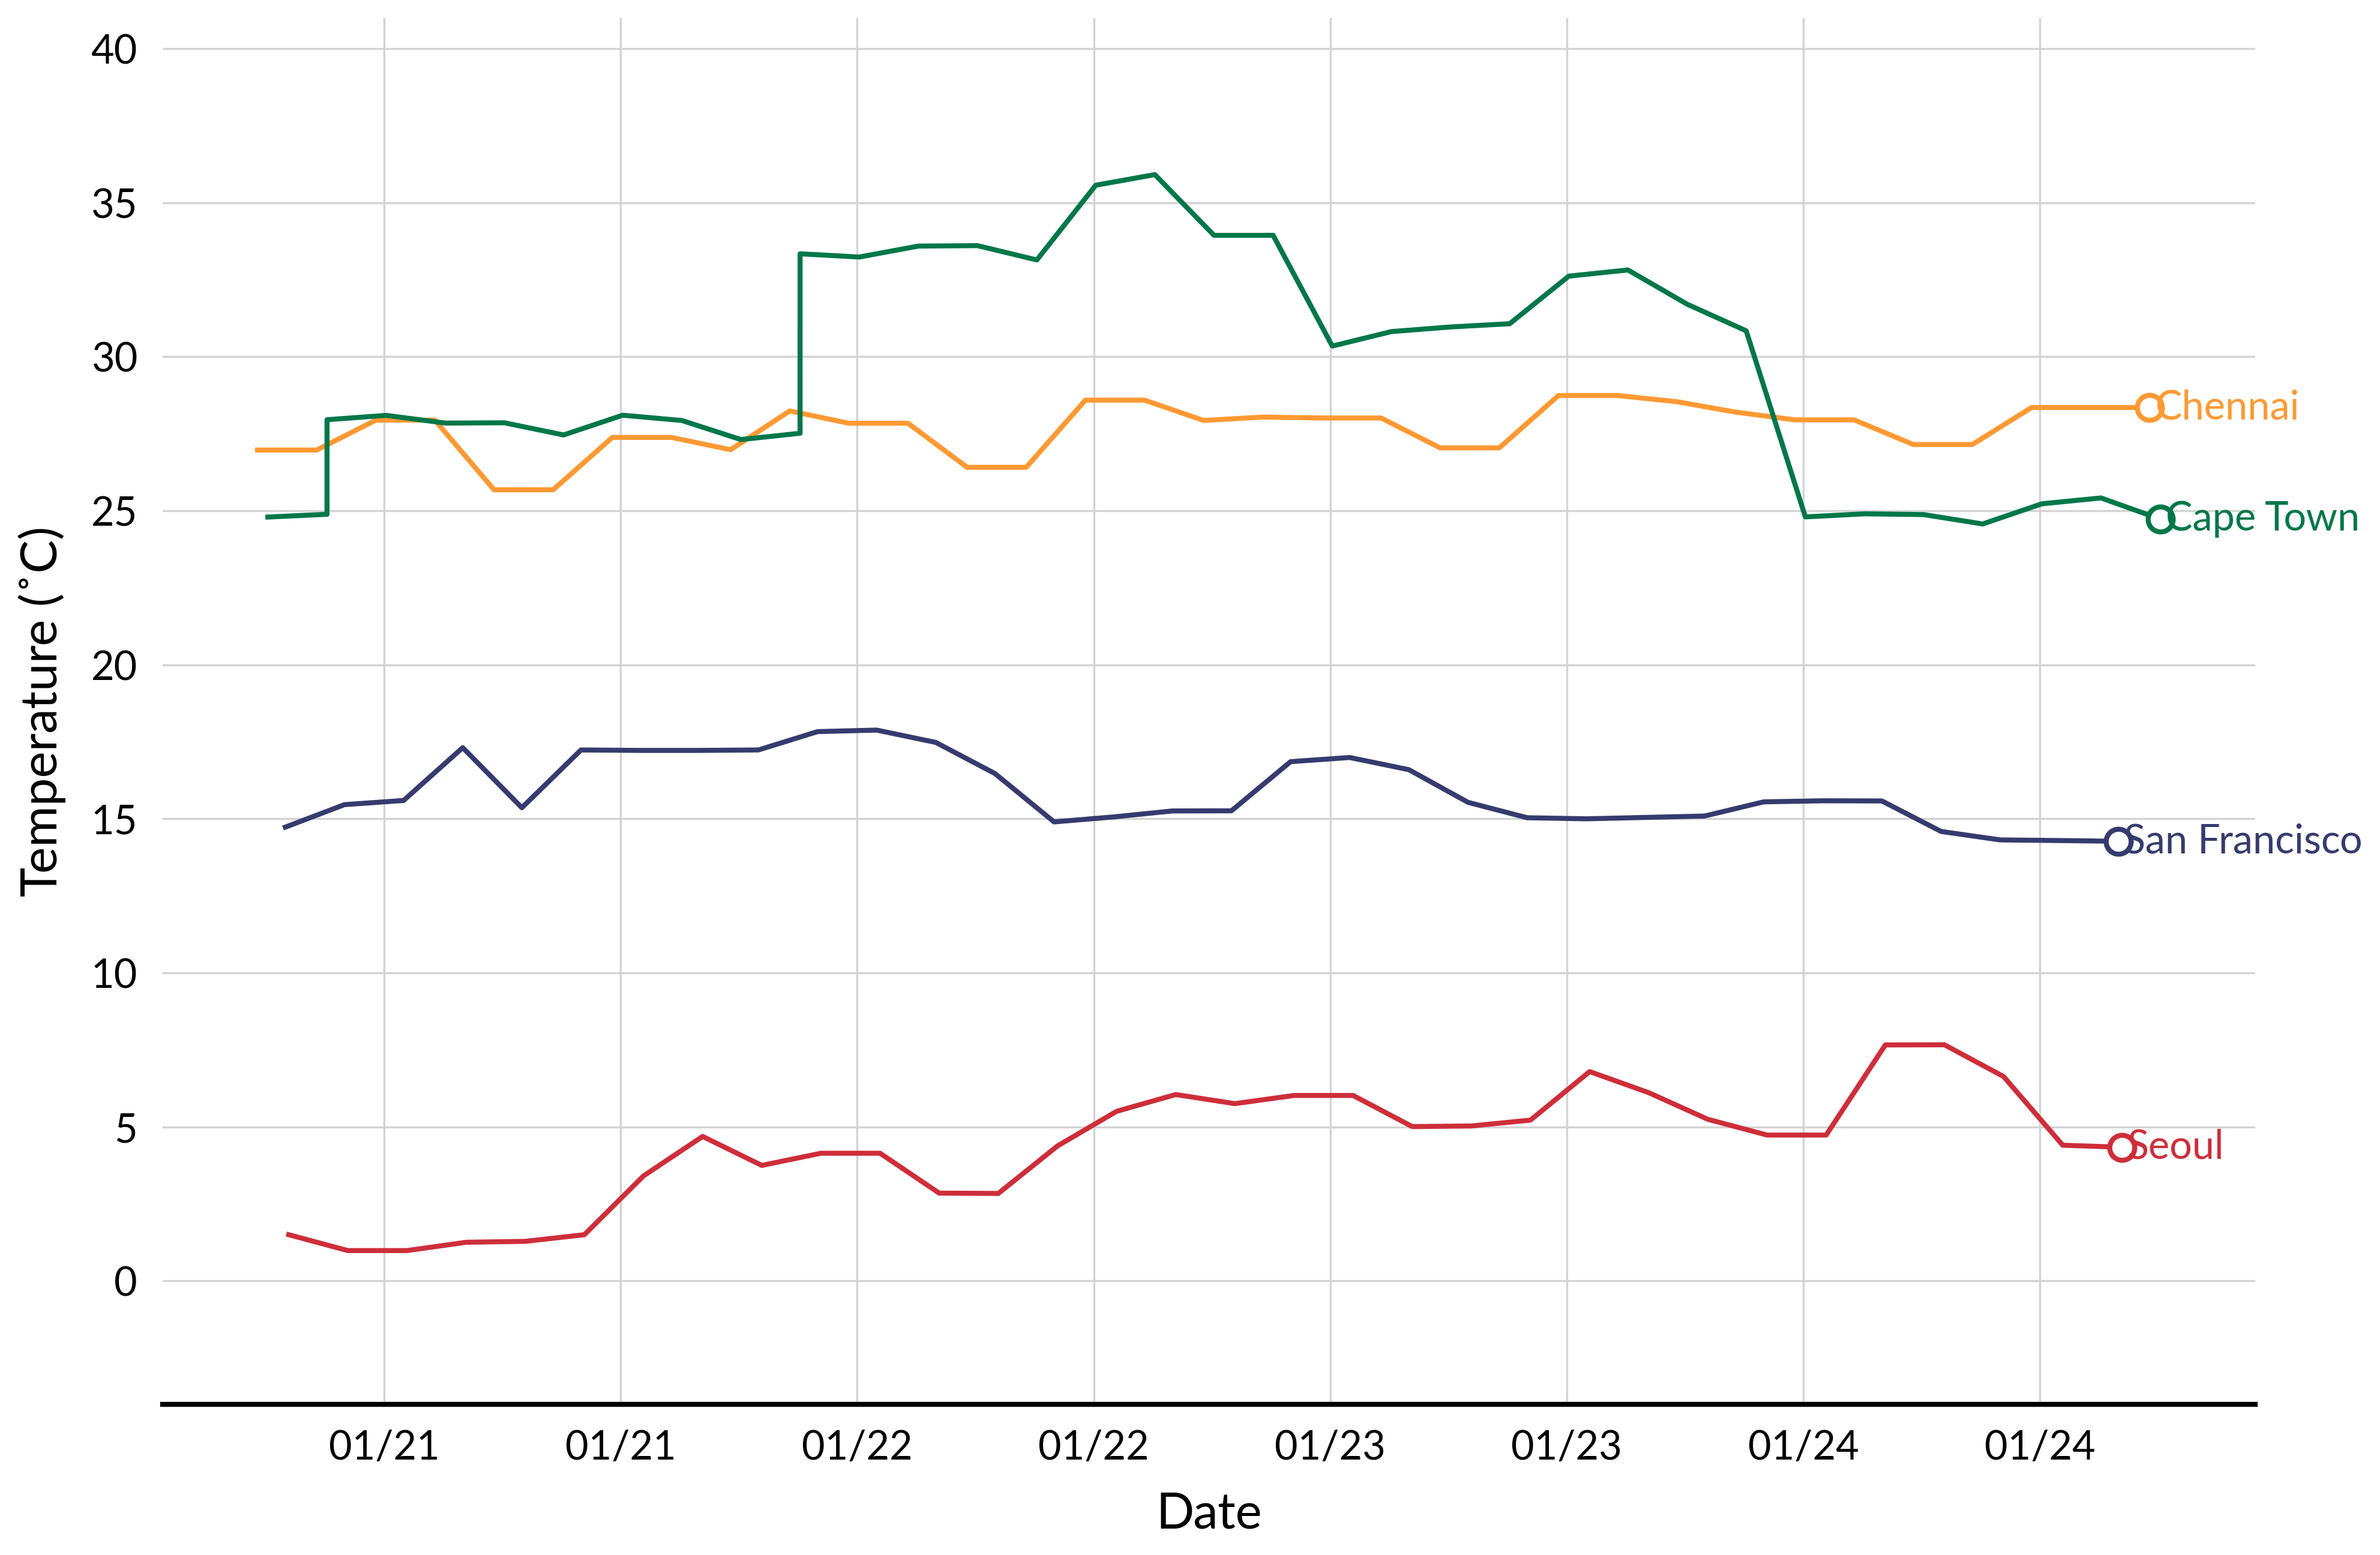 40
35
30
25
20
15
10
5
0
Temperature (°C)
Chennai
Cape Town
San Francisco
Seoul
01/21 01/21 01/22 01/22 01/23 01/23 01/24 01/24
Date